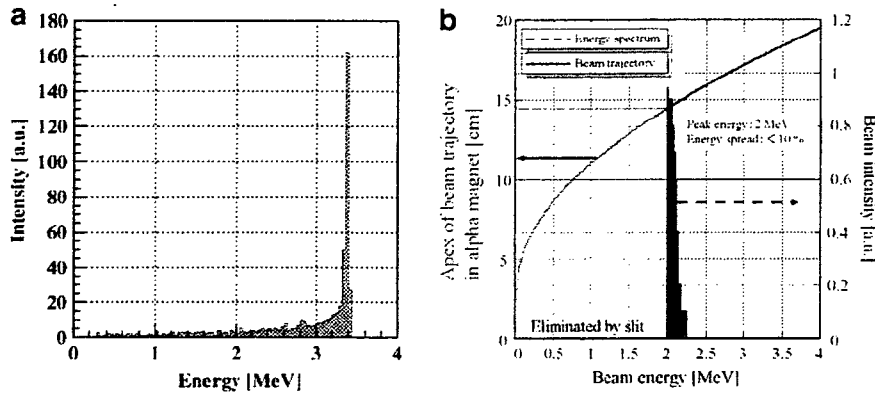 a
Intensity [a.u.]
180
160
140
120
100
80
60
40
20
0
0
1
2
3
4
Energy [MeV]
b
Apex of beam trajectory
in alpha magnet [cm]
20
15
10
5
0
Energy spectrum
Beam trajectory
Peak energy: 2 MeV
Energy spread: <10%
Eliminated by slit
0
0.5
1
1.5
2
2.5
3
3.5
4
Beam energy [MeV]
1.2
1
0.8
0.6
0.4
0.2
0
Beam intensity [a.u.]